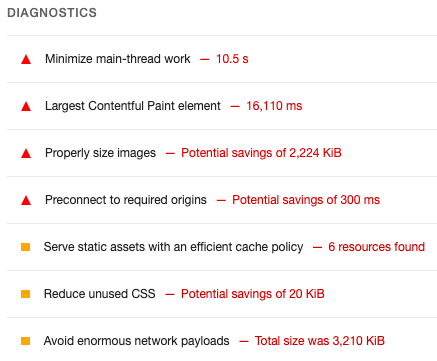 DIAGNOSTICS
Minimize main-thread work — 10.5 s
Largest Contentful Paint element — 16,110 ms
Properly size images — Potential savings of 2,224 KiB
Preconnect to required origins — Potential savings of 300 ms
Serve static assets with an efficient cache policy — 6 resources found
Reduce unused CSS — Potential savings of 20 KiB
Avoid enormous network payloads — Total size was 3,210 KiB